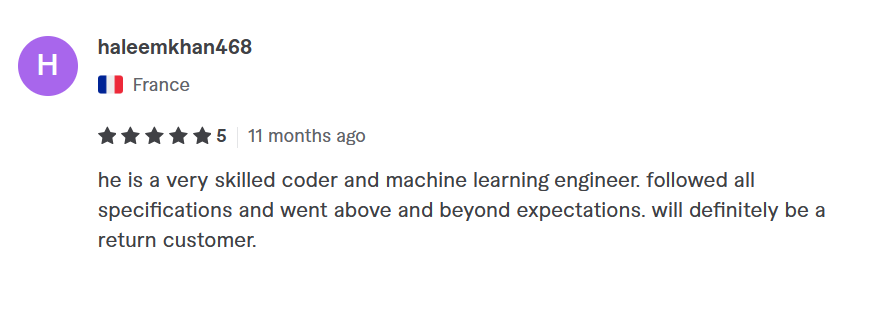 H
haleemkhan468
France
5 11 months ago
he is a very skilled coder and machine learning engineer. followed all
specifications and went above and beyond expectations. will definitely be a
return customer.